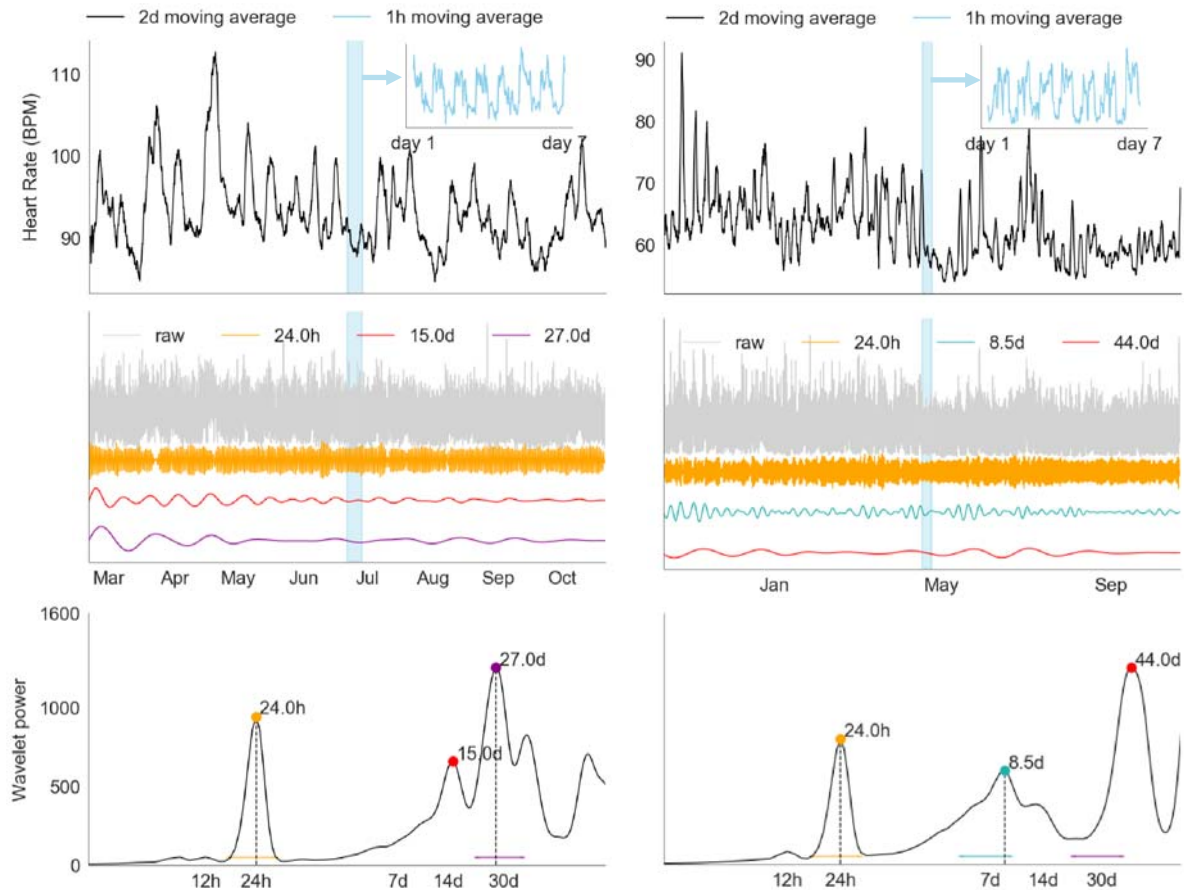 2d moving average 1h moving average 2d moving average 1h moving average
Heart Rate (BPM)
110
100
90
day 1 day 7
90
80
70
60
day 1 day 7
raw 24.0h 15.0d 27.0d
raw 24.0h 8.5d 44.0d
Mar Apr May Jun Jul Aug Sep Oct
Jan May Sep
Wavelet power
1600
1000
500
0
24.0h
15.0d
27.0d
12h 24h 7d 14d 30d
24.0h
8.5d
44.0d
12h 24h 7d 14d 30d